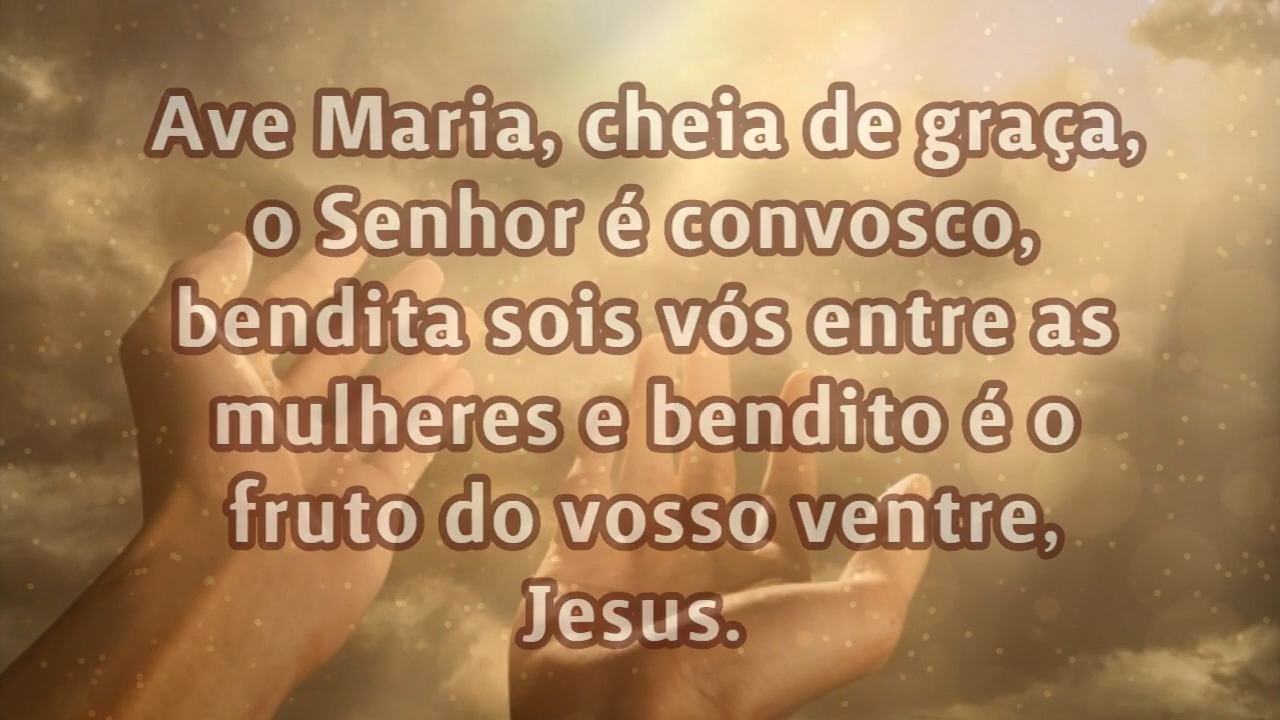 Ave Maria, cheia de graça,
o Senhor é convosco,
bendita sois vós entre as
mulheres e bendito é o
fruto do vosso ventre,
Jesus.